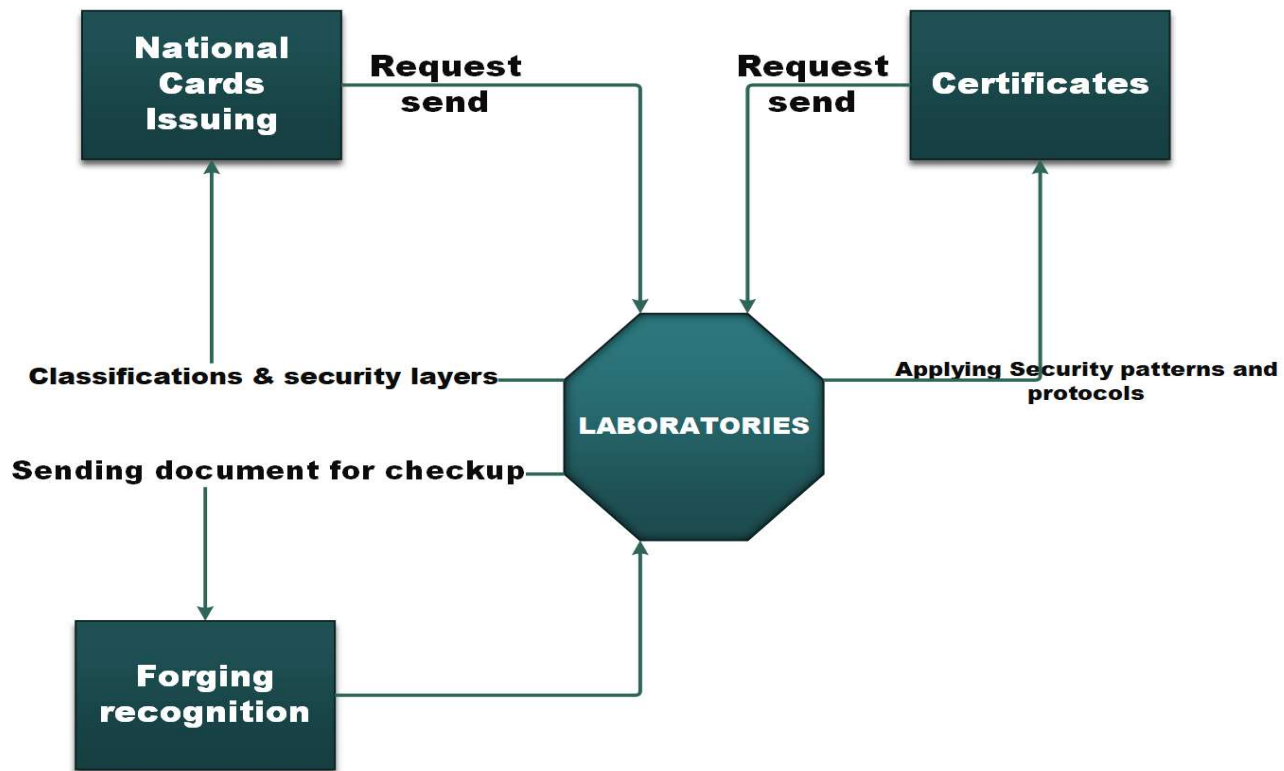 National
Cards
Issuing
Request
send
Request
send
Certificates
Classifications & security layers
Applying Security patterns and
protocols
LABORATORIES
Sending document for checkup
Forging
recognition